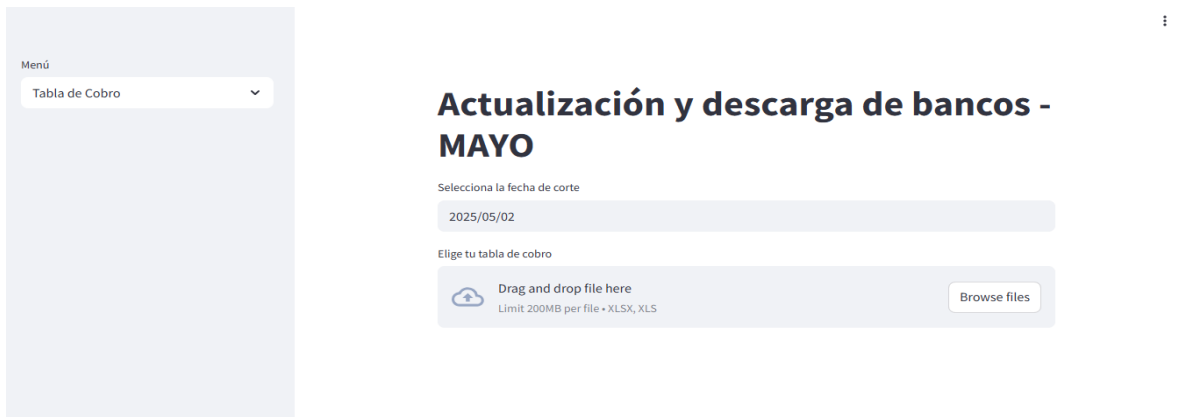 Menú
Tabla de Cobro
Actualización y descarga de bancos -
MAYO
Selecciona la fecha de corte
2025/05/02
Elige tu tabla de cobro
Drag and drop file here
Limit 200MB per file • XLSX, XLS
Browse files